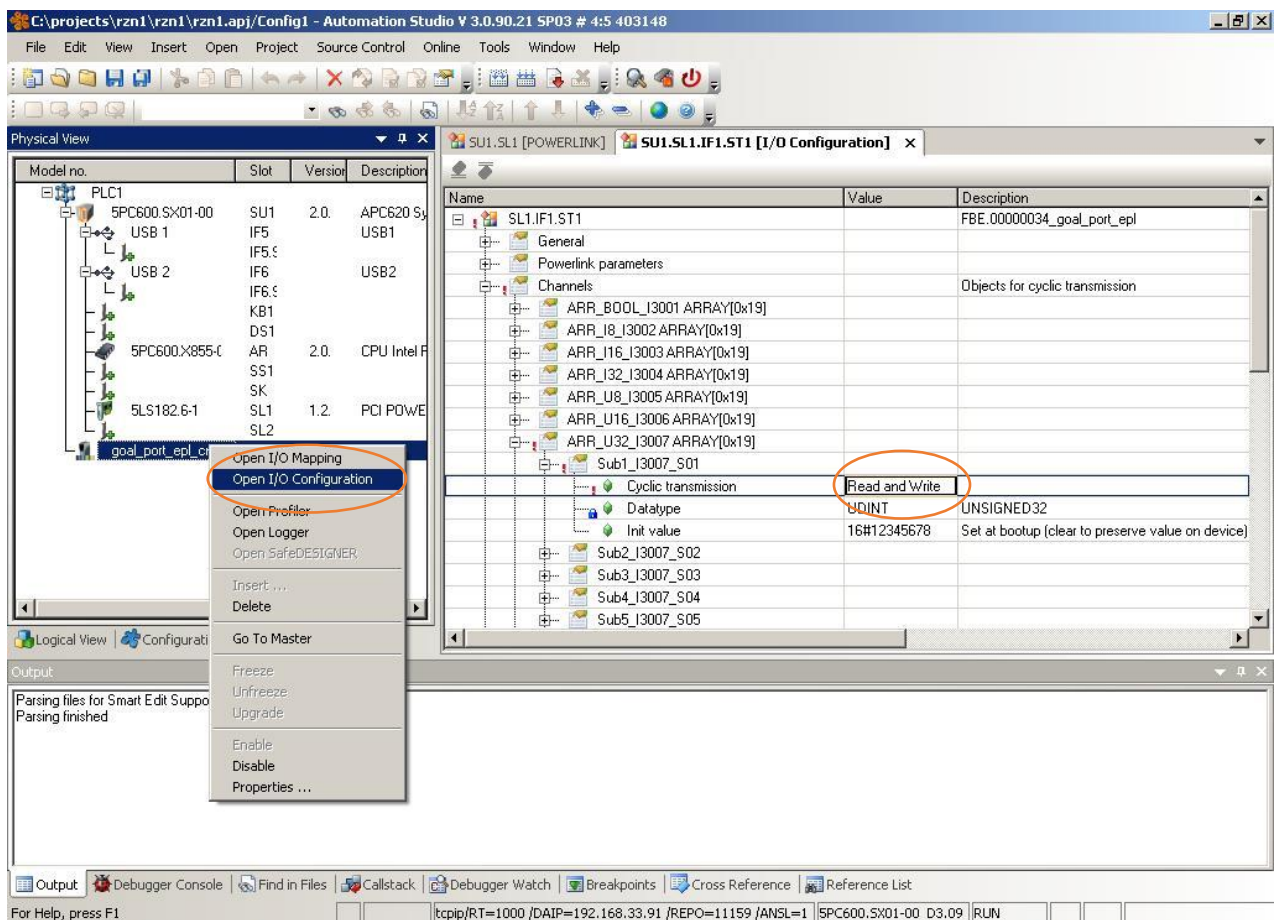 C:\projects\rzn1\rzn1\rzn1.apj/Config1 - Automation Studio V 3.0.90.21 SP03 # 4:5 403148
File Edit View Insert Open Project Source Control Online Tools Window Help
Physical View
SU1.SL1 [POWERLINK] SU1.SL1.IF1.ST1 [I/O Configuration]
Model no. Slot Version Description
PLC1
5PC600.SX01-00 SU1 2.0. APC620 Sy
USB 1 IF5 USB1
IF5.S
USB 2 IF6 USB2
IF6.S
KB1
DS1
5PC600.X855-0 AR 2.0. CPU Intel P
SS1
SK
5LS182.6-1 SL1 1.2. PCI POWE
SL2
goal_port_epl_cn
Open I/O Mapping
Open I/O Configuration
Open Profiler
Open Logger
Open SafeDESIGNER
Insert ...
Delete
Go To Master
Freeze
Unfreeze
Upgrade
Enable
Disable
Properties ...
Name Value Description
SL1.IF1.ST1 FBE.00000034_goal_port_epl
General
Powerlink parameters
Channels Objects for cyclic transmission
ARR_BOOL_I3001 ARRAY[0x19]
ARR_I8_I3002 ARRAY[0x19]
ARR_I16_I3003 ARRAY[0x19]
ARR_I32_I3004 ARRAY[0x19]
ARR_U8_I3005 ARRAY[0x19]
ARR_U16_I3006 ARRAY[0x19]
ARR_U32_I3007 ARRAY[0x19]
Sub1_I3007_S01
Cyclic transmission Read and Write
Datatype UDINT UNSIGNED32
Init value 16#12345678 Set at bootup (clear to preserve value on device)
Sub2_I3007_S02
Sub3_I3007_S03
Sub4_I3007_S04
Sub5_I3007_S05
Logical View Configurati
Output
Parsing files for Smart Edit Suppo
Parsing finished
Output Debugger Console Find in Files Callstack Debugger Watch Breakpoints Cross Reference Reference List
For Help, press F1 tcpip/RT=1000 /DAIP=192.168.33.91 /REPO=11159 /ANSL=1 5PC600.SX01-00 D3.09 RUN